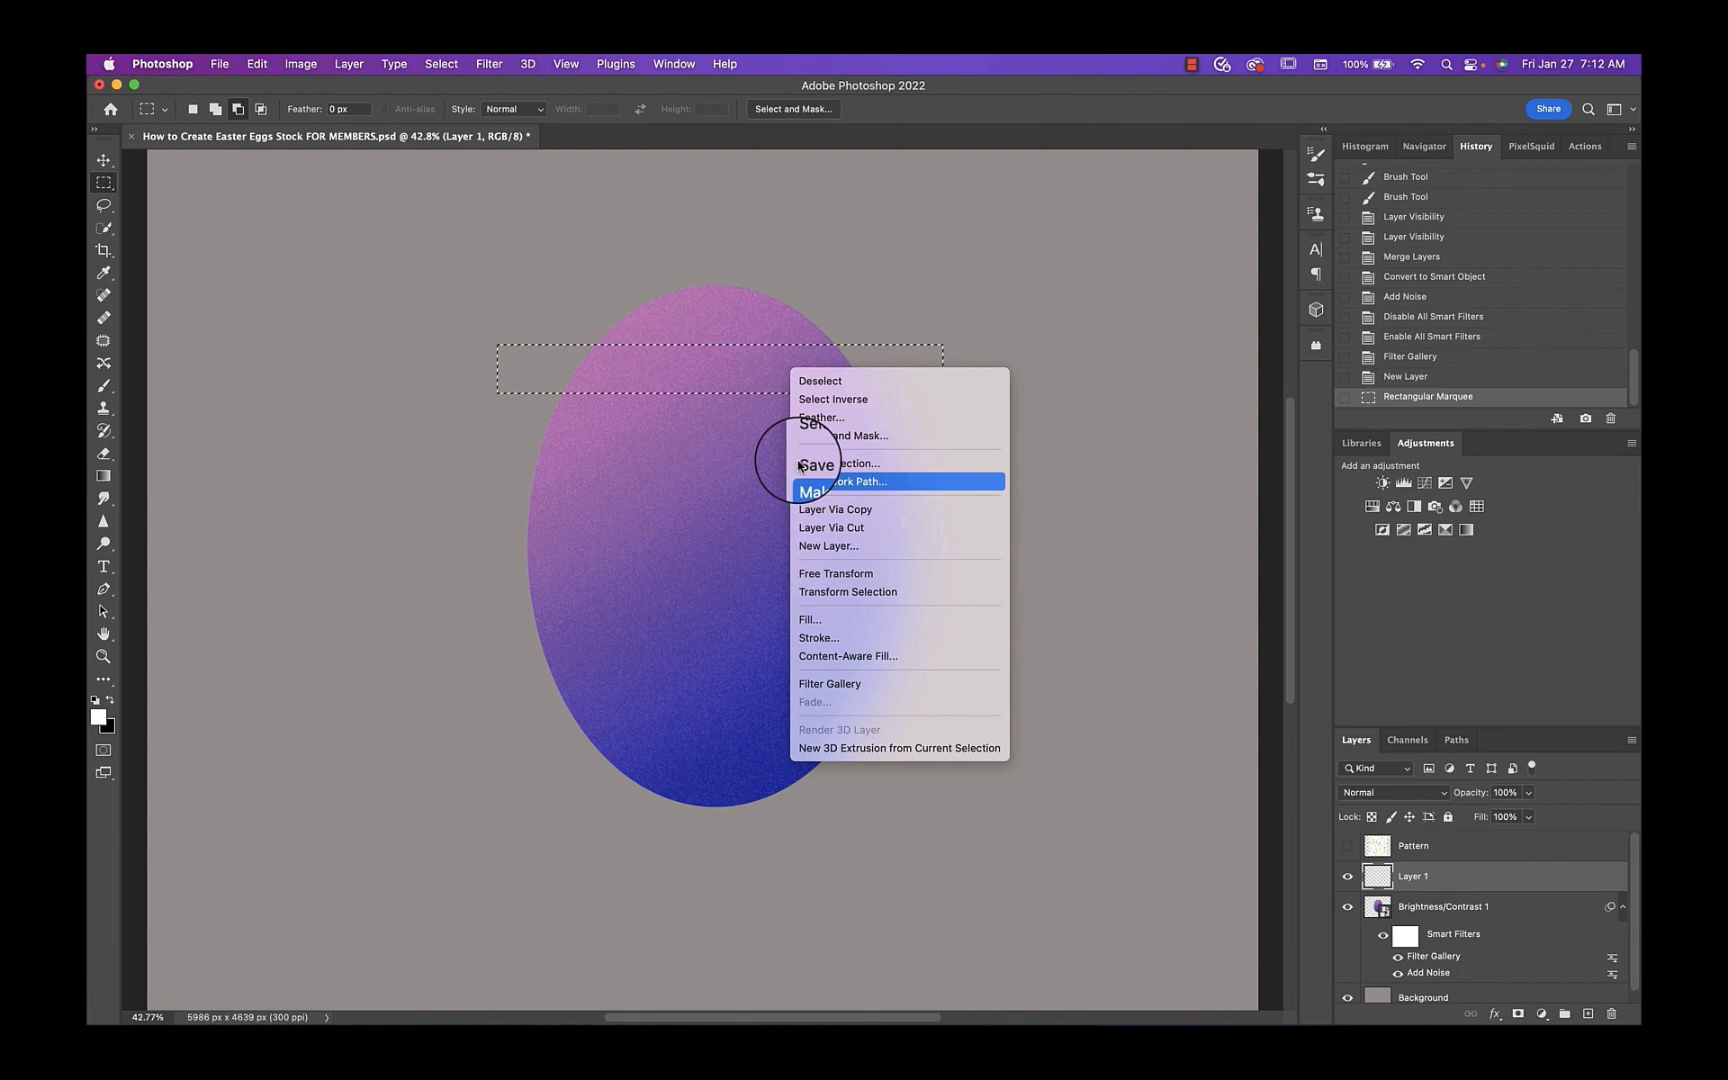 Photoshop File Edit Image Layer Type Select Filter 3D View Plugins Window Help 100% Fri Jan 27 7:12 AM
Adobe Photoshop 2022
Feather: 0 px Anti-alias Style: Normal Width: Height: Select and Mask... Share
How to Create Easter Eggs Stock FOR MEMBERS.psd @ 42.8% (Layer 1, RGB/8) *
Histogram Navigator History PixelSquid Actions
Brush Tool
Brush Tool
Layer Visibility
Layer Visibility
Merge Layers
Convert to Smart Object
Add Noise
Disable All Smart Filters
Enable All Smart Filters
Filter Gallery
New Layer
Rectangular Marquee
Deselect
Select Inverse
Feather...
Sel and Mask...
Save ection...
Mak ork Path...
Layer Via Copy
Layer Via Cut
New Layer...
Free Transform
Transform Selection
Fill...
Stroke...
Content-Aware Fill...
Filter Gallery
Fade...
Render 3D Layer
New 3D Extrusion from Current Selection
Libraries Adjustments
Add an adjustment
Layers Channels Paths
Kind
Normal Opacity: 100%
Lock: Fill: 100%
Pattern
Layer 1
Brightness/Contrast 1
Smart Filters
Filter Gallery
Add Noise
Background
42.77% 5986 px x 4639 px (300 ppi)